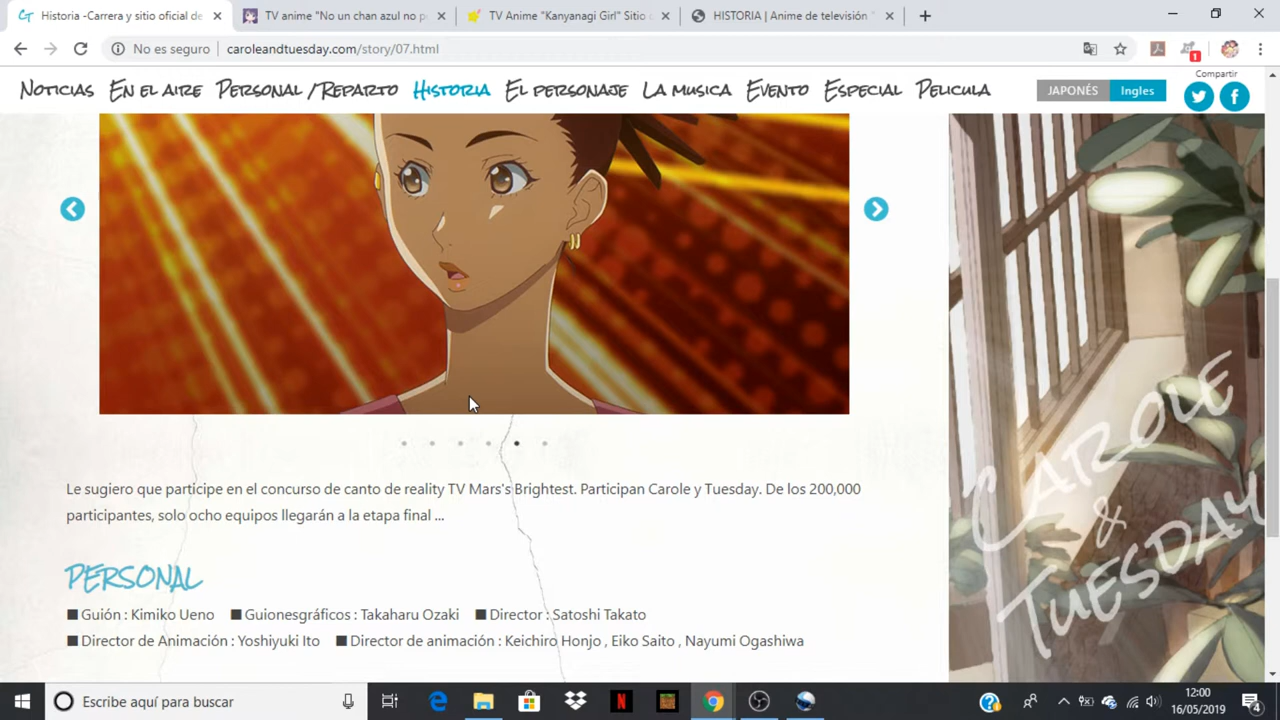 Historia -Carrera y sitio oficial de
TV anime "No un chan azul no p
TV Anime "Kanyanagi Girl" Sitio
HISTORIA | Anime de televisión "
No es seguro
caroleandtuesday.com/story/07.html
1
Noticias En el aire Personal /Reparto Historia El personaje La musica Evento Especial Pelicula
JAPONÉS Ingles
Compartir
Le sugiero que participe en el concurso de canto de reality TV Mars's Brightest. Participan Carole y Tuesday. De los 200,000
participantes, solo ocho equipos llegarán a la etapa final ...
PERSONAL
■ Guión : Kimiko Ueno ■ Guionesgráficos : Takaharu Ozaki ■ Director : Satoshi Takato
■ Director de Animación : Yoshiyuki Ito ■ Director de animación : Keichiro Honjo , Eiko Saito , Nayumi Ogashiwa
CAROLE
&
TUESDAY
Escribe aquí para buscar
12:00
16/05/2019
4